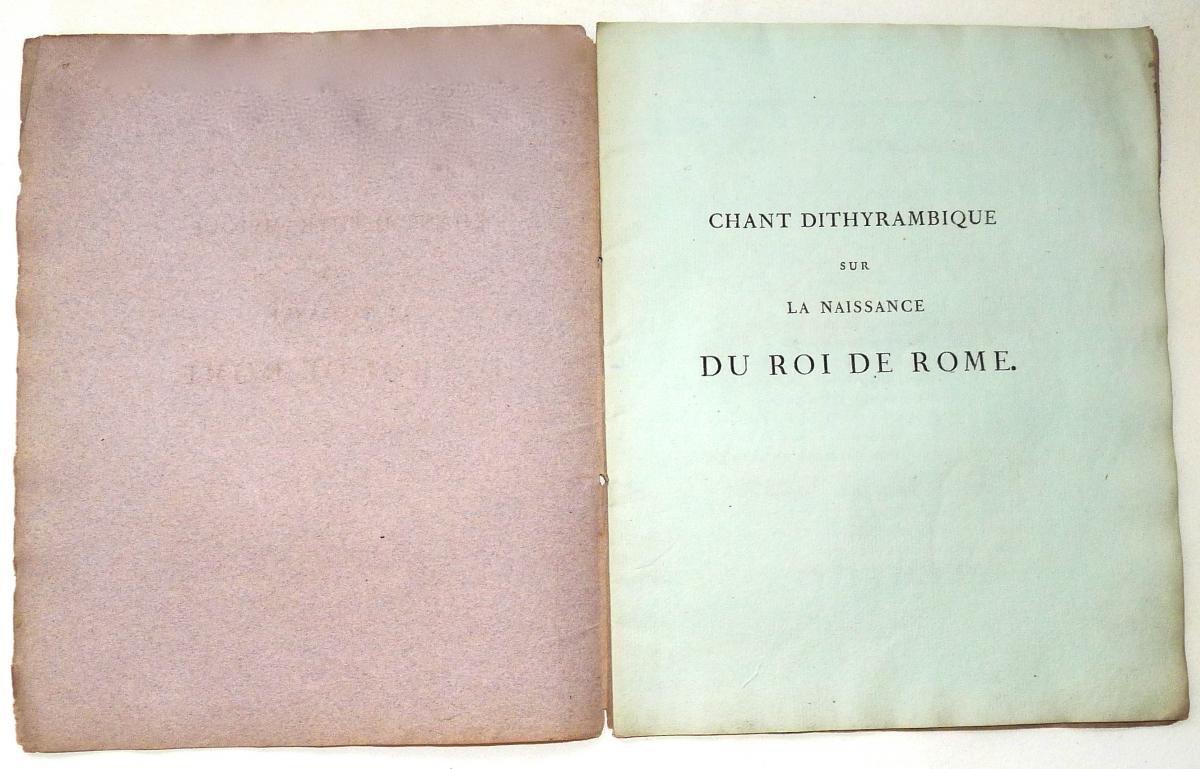 CHANT DITHYRAMBIQUE
SUR
LA NAISSANCE
DU ROI DE ROME.